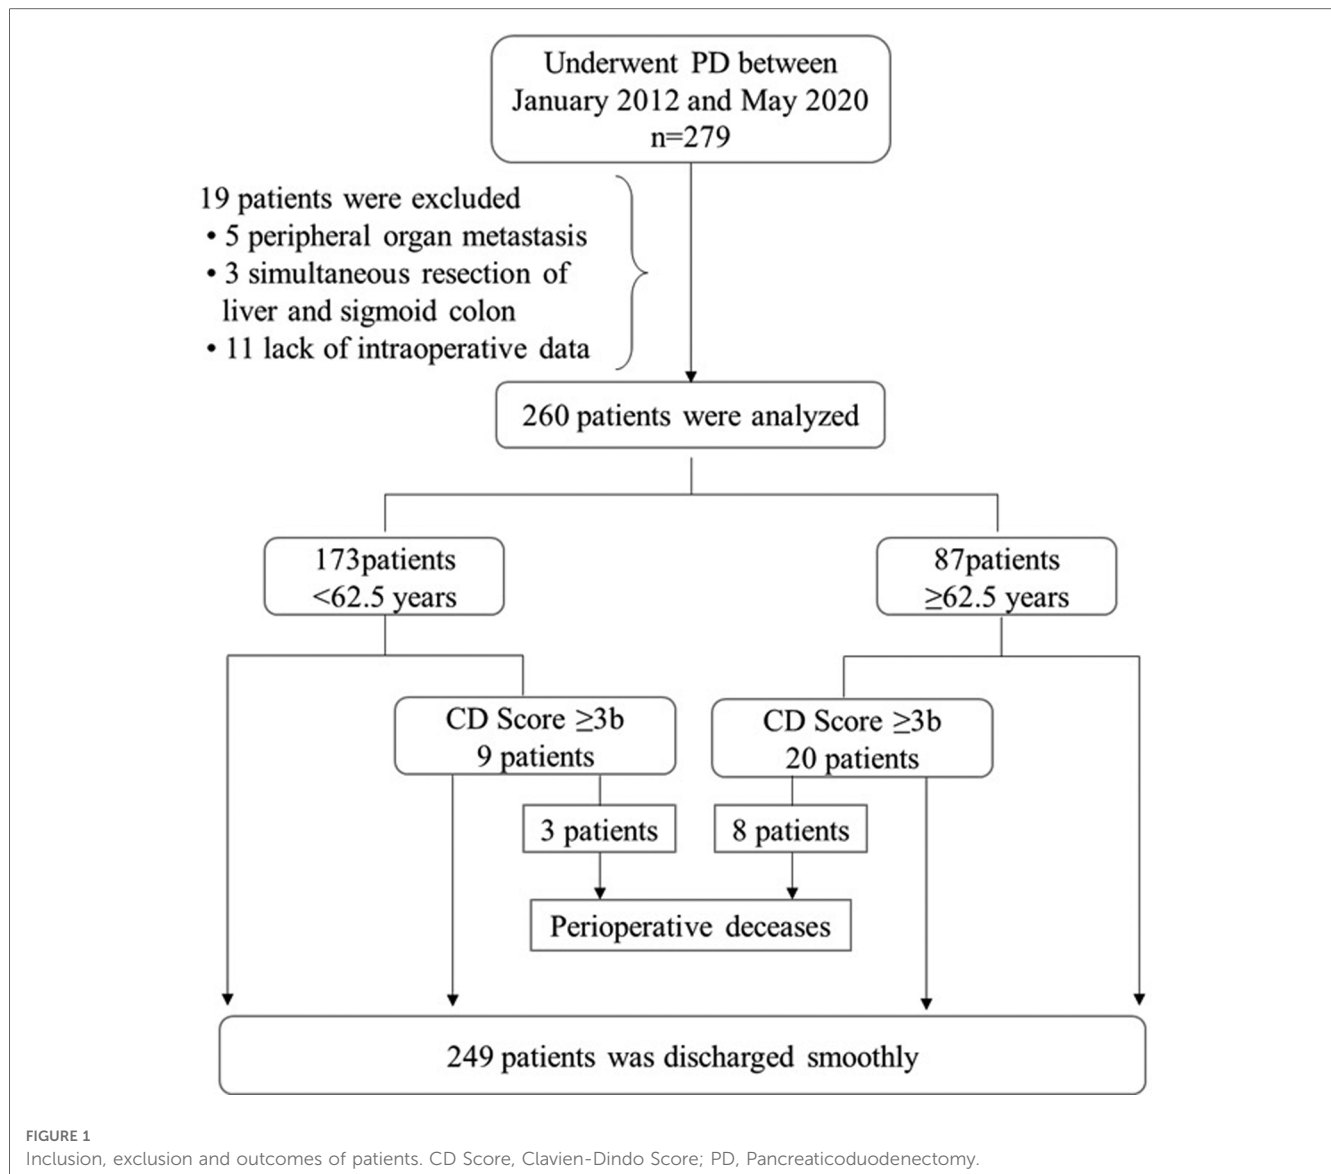 Underwent PD between
January 2012 and May 2020
n=279
19 patients were excluded
• 5 peripheral organ metastasis
• 3 simultaneous resection of
liver and sigmoid colon
• 11 lack of intraoperative data
260 patients were analyzed
173patients
<62.5 years
87patients
≥62.5 years
CD Score ≥3b
9 patients
CD Score ≥3b
20 patients
3 patients
8 patients
Perioperative deceases
249 patients was discharged smoothly
FIGURE 1
Inclusion, exclusion and outcomes of patients. CD Score, Clavien-Dindo Score; PD, Pancreaticoduodenectomy.